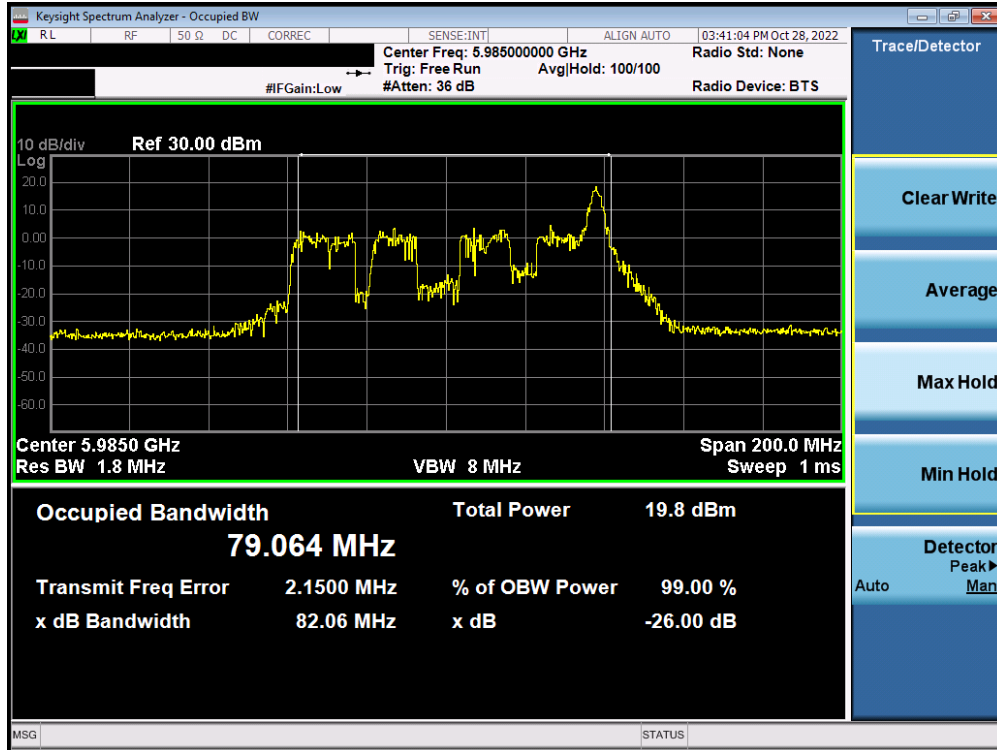 Keysight Spectrum Analyzer - Occupied BW
LXI RL RF 50 Ω DC CORREC SENSE:INT ALIGN AUTO 03:41:04 PM Oct 28, 2022
Center Freq: 5.985000000 GHz Radio Std: None
Trig: Free Run Avg|Hold: 100/100
#IFGain:Low #Atten: 36 dB Radio Device: BTS
Trace/Detector
10 dB/div Ref 30.00 dBm
Log
20.0
10.0
0.00
-10.0
-20.0
-30.0
-40.0
-50.0
-60.0
Center 5.9850 GHz Span 200.0 MHz
Res BW 1.8 MHz VBW 8 MHz Sweep 1 ms
Occupied Bandwidth Total Power 19.8 dBm
79.064 MHz
Transmit Freq Error 2.1500 MHz % of OBW Power 99.00 %
x dB Bandwidth 82.06 MHz x dB -26.00 dB
Clear Write
Average
Max Hold
Min Hold
Detector
Peak▶
Auto Man
MSG STATUS